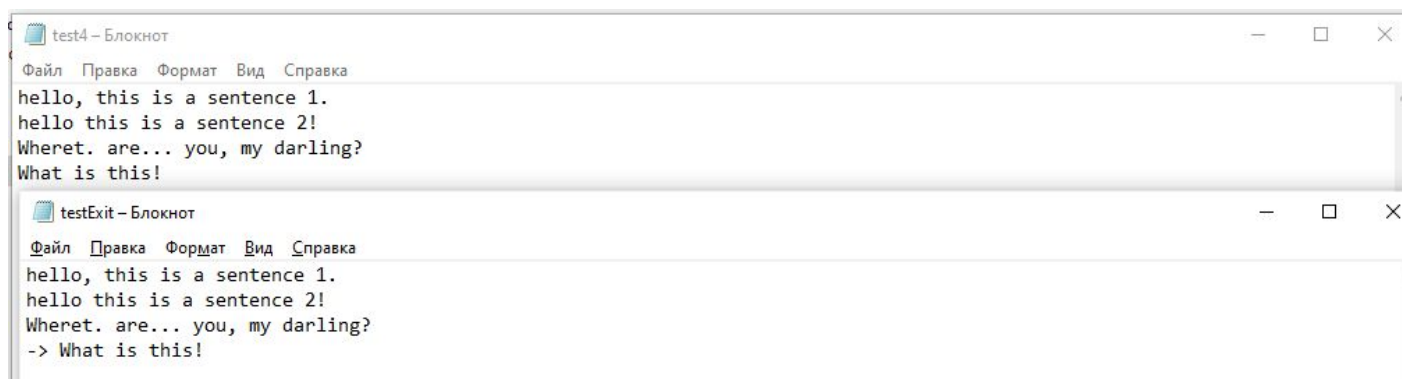 test4 – Блокнот
Файл Правка Формат Вид Справка
hello, this is a sentence 1.
hello this is a sentence 2!
Wheret. are... you, my darling?
What is this!
testExit – Блокнот
Файл Правка Формат Вид Справка
hello, this is a sentence 1.
hello this is a sentence 2!
Wheret. are... you, my darling?
-> What is this!